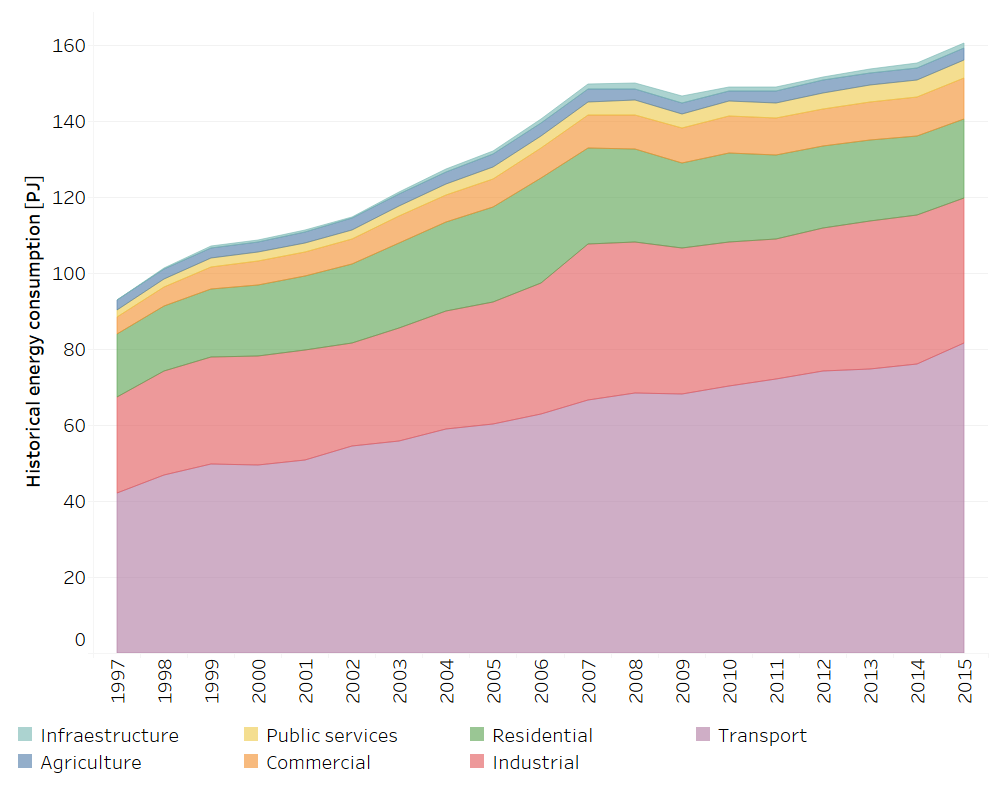 Historical energy consumption [PJ]
160
140
120
100
80
60
40
20
0
1997 1998 1999 2000 2001 2002 2003 2004 2005 2006 2007 2008 2009 2010 2011 2012 2013 2014 2015
Infraestructure Public services Residential Transport
Agriculture Commercial Industrial